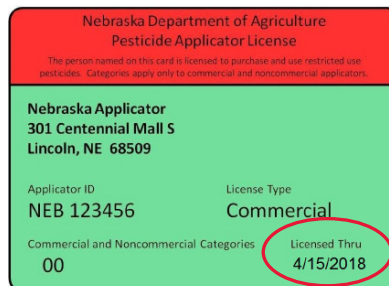 Nebraska Department of Agriculture
Pesticide Applicator License
The person named on this card is licensed to purchase and use restricted use
pesticides. Categories apply only to commercial and noncommercial applicators.
Nebraska Applicator
301 Centennial Mall S
Lincoln, NE 68509
Applicator ID
License Type
NEB 123456
Commercial
Commercial and Noncommercial Categories
Licensed Thru
00
4/15/2018